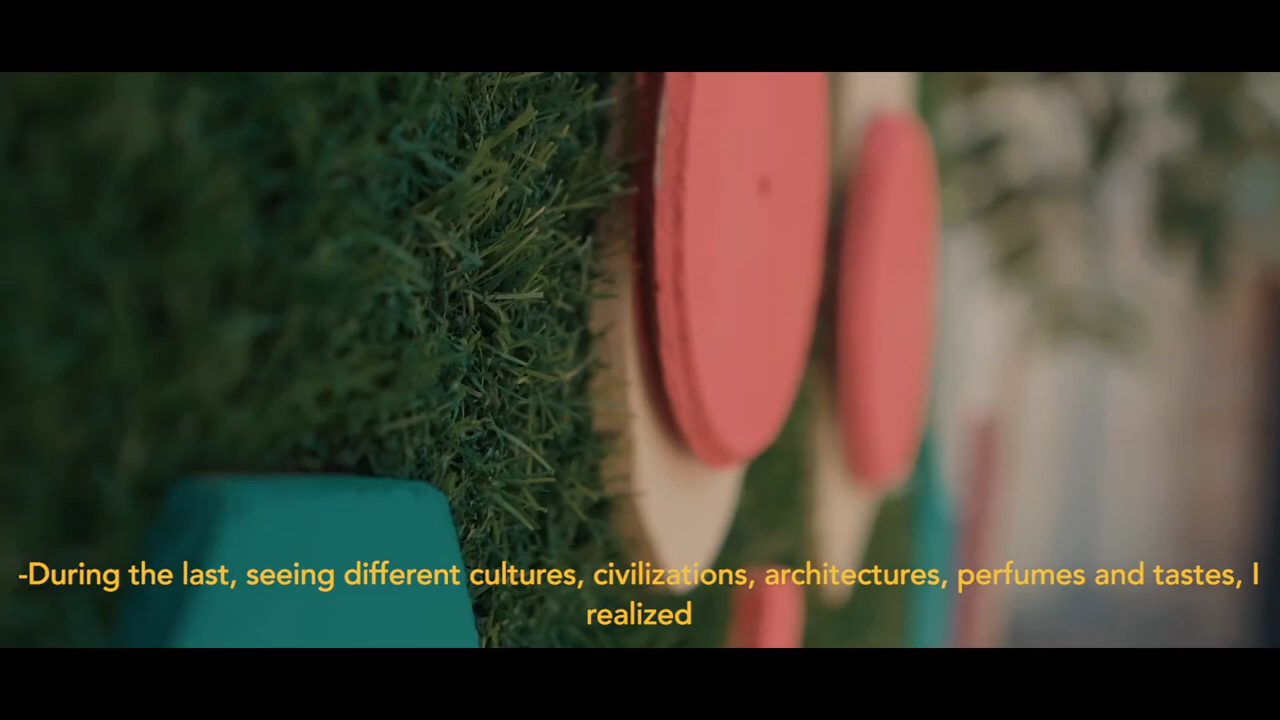 -During the last, seeing different cultures, civilizations, architectures, perfumes and tastes, I
realized